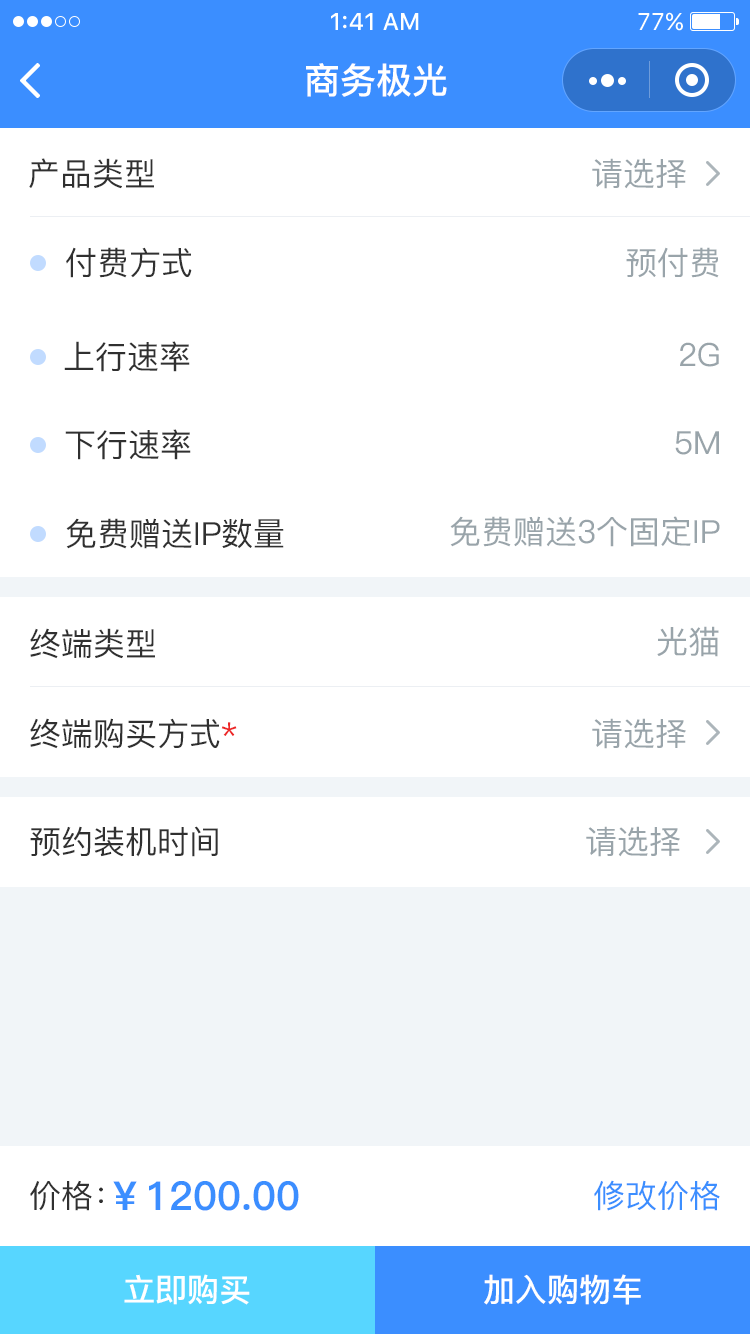 1:41 AM 77%
商务极光
产品类型 请选择
付费方式 预付费
上行速率 2G
下行速率 5M
免费赠送IP数量 免费赠送3个固定IP
终端类型 光猫
终端购买方式* 请选择
预约装机时间 请选择
价格:¥ 1200.00 修改价格
立即购买 加入购物车